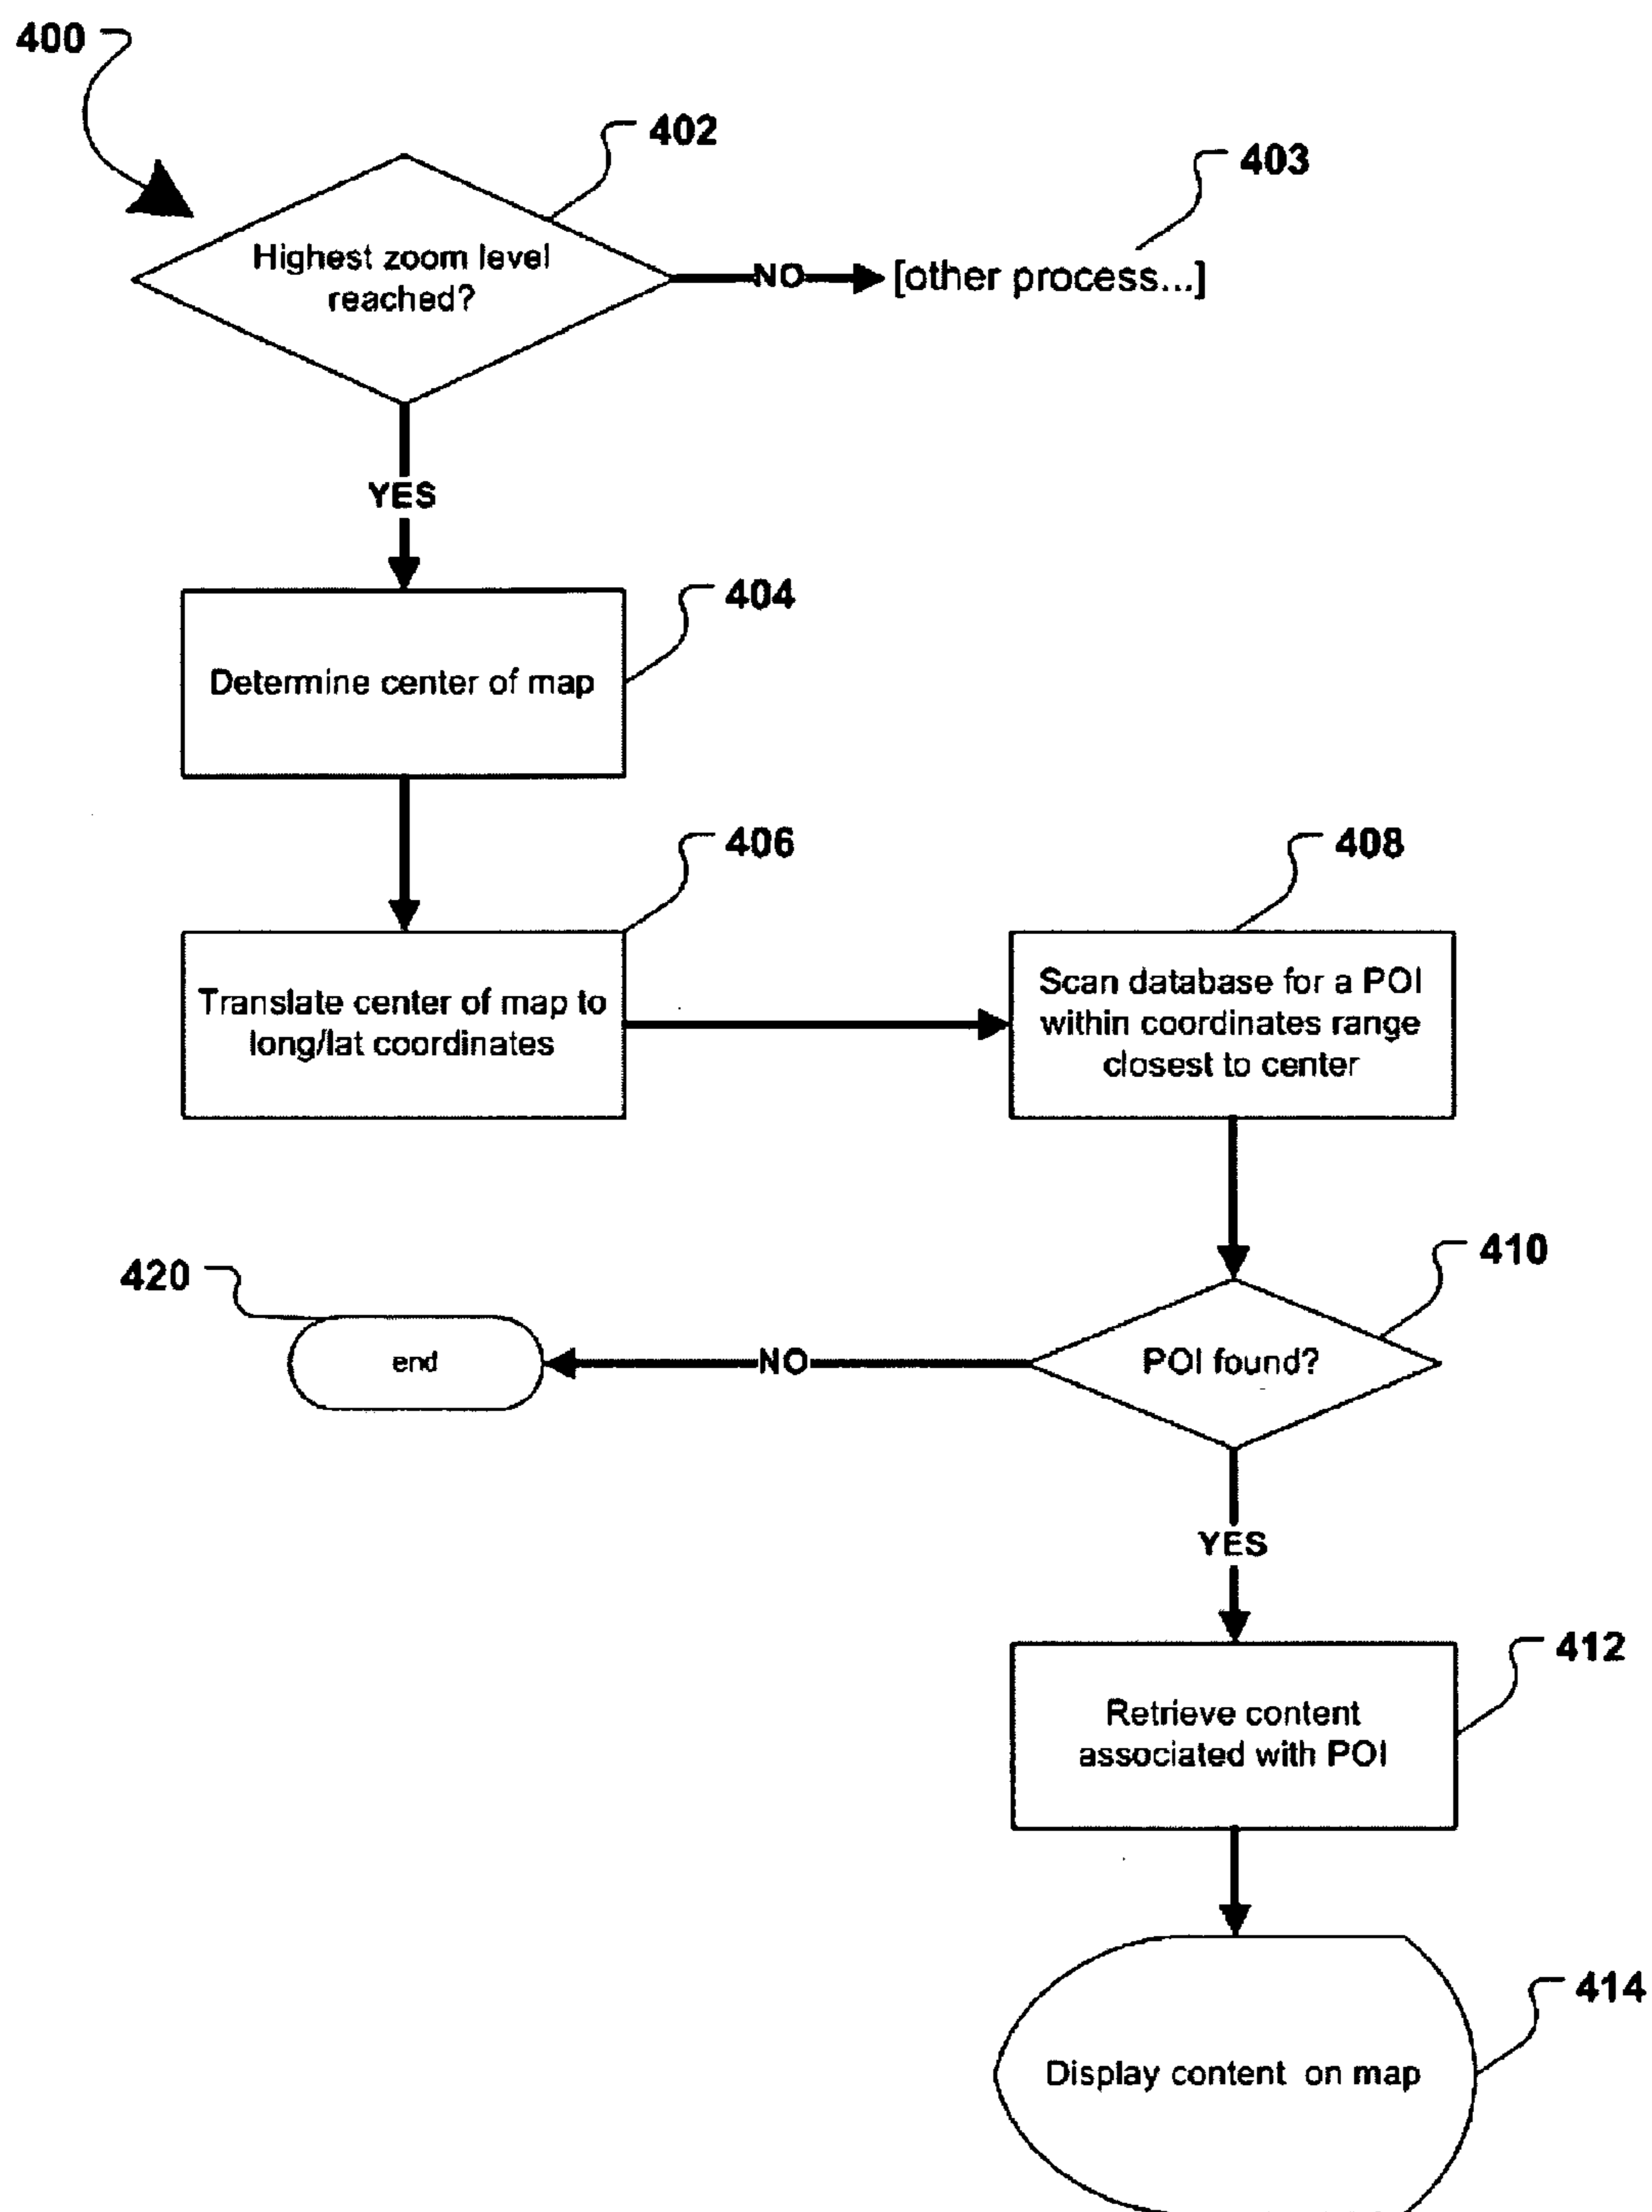 400
402
403
Highest zoom level
reached?
NO
[other process...]
YES
404
Determine center of map
406
408
Translate center of map to
long/lat coordinates
Scan database for a POI
within coordinates range
closest to center
410
420
end
NO
POI found?
YES
412
Retrieve content
associated with POI
414
Display content on map